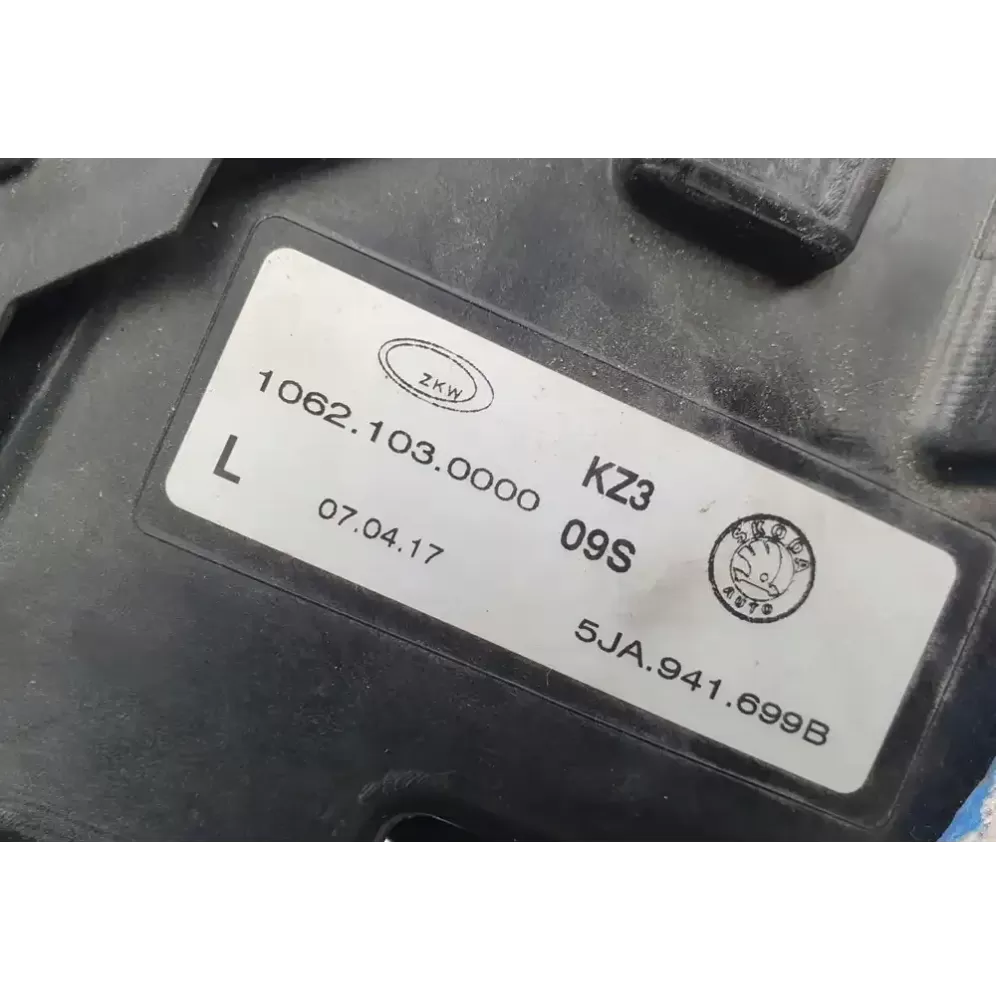 ZKW
1062.103.0000
KZ3
L
07.04.17
09S
SKODA
AUTO
5JA.941.699B